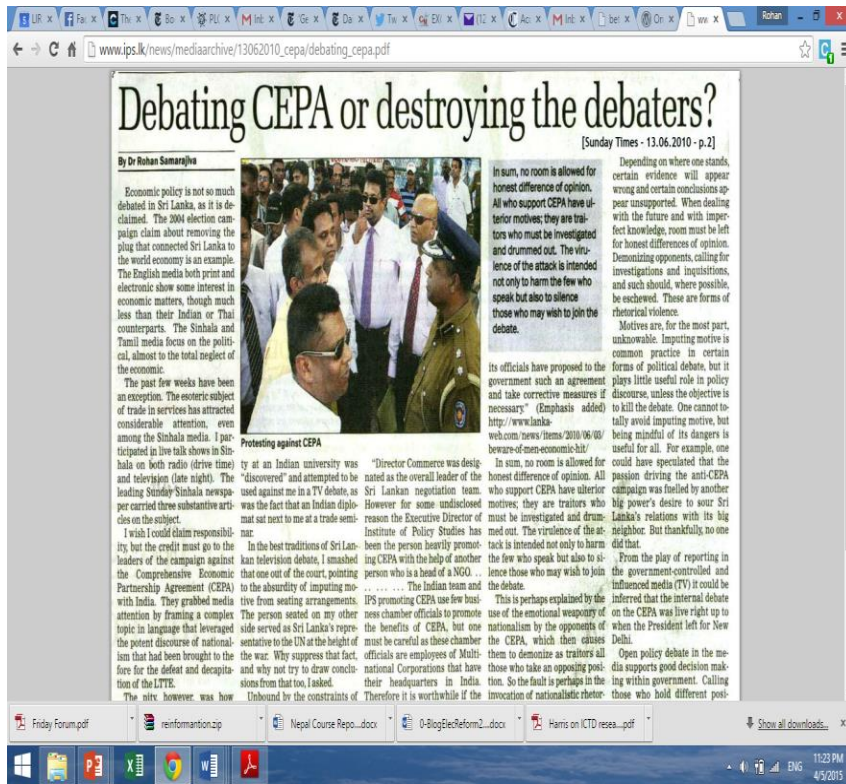 LIR
Fac
The
Bo
PLC
M Inb
'Ge
Da
Tw
EXI
(12
Acc
M Inb
bet
On
ww
Rohan
www.ips.lk/news/mediaarchive/13062010_cepa/debating_cepa.pdf
Debating CEPA or destroying the debaters?
[Sunday Times - 13.06.2010 - p.2]
By Dr Rohan Samarajiva
Economic policy is not so much
debated in Sri Lanka, as it is de-
claimed. The 2004 election cam-
paign claim about removing the
plug that connected Sri Lanka to
the world economy is an example.
The English media both print and
electronic show some interest in
economic matters, though much
less than their Indian or Thai
counterparts. The Sinhala and
Tamil media focus on the politi-
cal, almost to the total neglect of
the economic.
The past few weeks have been
an exception. The esoteric subject
of trade in services has attracted
considerable attention, even
among the Sinhala media. I par-
ticipated in live talk shows in Sin-
hala on both radio (drive time)
and television (late night). The
leading Sunday Sinhala newspa-
per carried three substantive arti-
cles on the subject.
I wish I could claim responsibil-
ity, but the credit must go to the
leaders of the campaign against
the Comprehensive Economic
Partnership Agreement (CEPA)
with India. They grabbed media
attention by framing a complex
topic in language that leveraged
the potent discourse of national-
ism that had been brought to the
fore for the defeat and decapita-
tion of the LTTE.
The pity, however, was how
Protesting against CEPA
ty at an Indian university was
"discovered" and attempted to be
used against me in a TV debate, as
was the fact that an Indian diplo-
mat sat next to me at a trade semi-
nar.
In the best traditions of Sri Lan-
kan television debate, I smashed
that one out of the court, pointing
to the absurdity of imputing mo-
tive from seating arrangements.
The person seated on my other
side served as Sri Lanka's repre-
sentative to the UN at the height of
the war. Why suppress that fact,
and why not try to draw conclu-
sions from that too, I asked.
Unbound by the constraints of
"Director Commerce was desig-
nated as the overall leader of the
Sri Lankan negotiation team.
However for some undisclosed
reason the Executive Director of
Institute of Policy Studies has
been the person heavily promot-
ing CEPA with the help of another
person who is a head of a NGO. . .
. . . . . . . The Indian team and
IPS promoting CEPA use few busi-
ness chamber officials to promote
the benefits of CEPA, but one
must be careful as these chamber
officials are employees of Multi-
national Corporations that have
their headquarters in India.
Therefore it is worthwhile if the
In sum, no room is allowed for
honest difference of opinion.
All who support CEPA have ul-
terior motives; they are trai-
tors who must be investigated
and drummed out. The viru-
lence of the attack is intended
not only to harm the few who
speak but also to silence
those who may wish to join the
debate.
its officials have proposed to the
government such an agreement
and take corrective measures if
necessary." (Emphasis added)
http://www.lanka-
web.com/news/items/2010/06/03/
beware-of-men-economic-hit/
In sum, no room is allowed for
honest difference of opinion. All
who support CEPA have ulterior
motives; they are traitors who
must be investigated and drum-
med out. The virulence of the at-
tack is intended not only to harm
the few who speak but also to si-
lence those who may wish to join
the debate.
This is perhaps explained by the
use of the emotional weaponry of
nationalism by the opponents of
the CEPA, which then causes
them to demonize as traitors all
those who take an opposing posi-
tion. So the fault is perhaps in the
invocation of nationalistic rhetor-
Depending on where one stands,
certain evidence will appear
wrong and certain conclusions ap-
pear unsupported. When dealing
with the future and with imper-
fect knowledge, room must be left
for honest differences of opinion.
Demonizing opponents, calling for
investigations and inquisitions,
and such should, where possible,
be eschewed. These are forms of
rhetorical violence.
Motives are, for the most part,
unknowable. Imputing motive is
common practice in certain
forms of political debate, but it
plays little useful role in policy
discourse, unless the objective is
to kill the debate. One cannot to-
tally avoid imputing motive, but
being mindful of its dangers is
useful for all. For example, one
could have speculated that the
passion driving the anti-CEPA
campaign was fuelled by another
big power's desire to sour Sri
Lanka's relations with its big
neighbor. But thankfully, no one
did that.
From the play of reporting in
the government-controlled and
influenced media (TV) it could be
inferred that the internal debate
on the CEPA was live right up to
when the President left for New
Delhi.
Open policy debate in the me-
dia supports good decision mak-
ing within government. Calling
those who hold different posi-
Friday Forum.pdf
reinformantion.zip
Nepal Course Repo....docx
0-BlogElecReform2...docx
Harris on ICTD resea....pdf
Show all downloads...
ENG
11:23 PM
4/5/2015